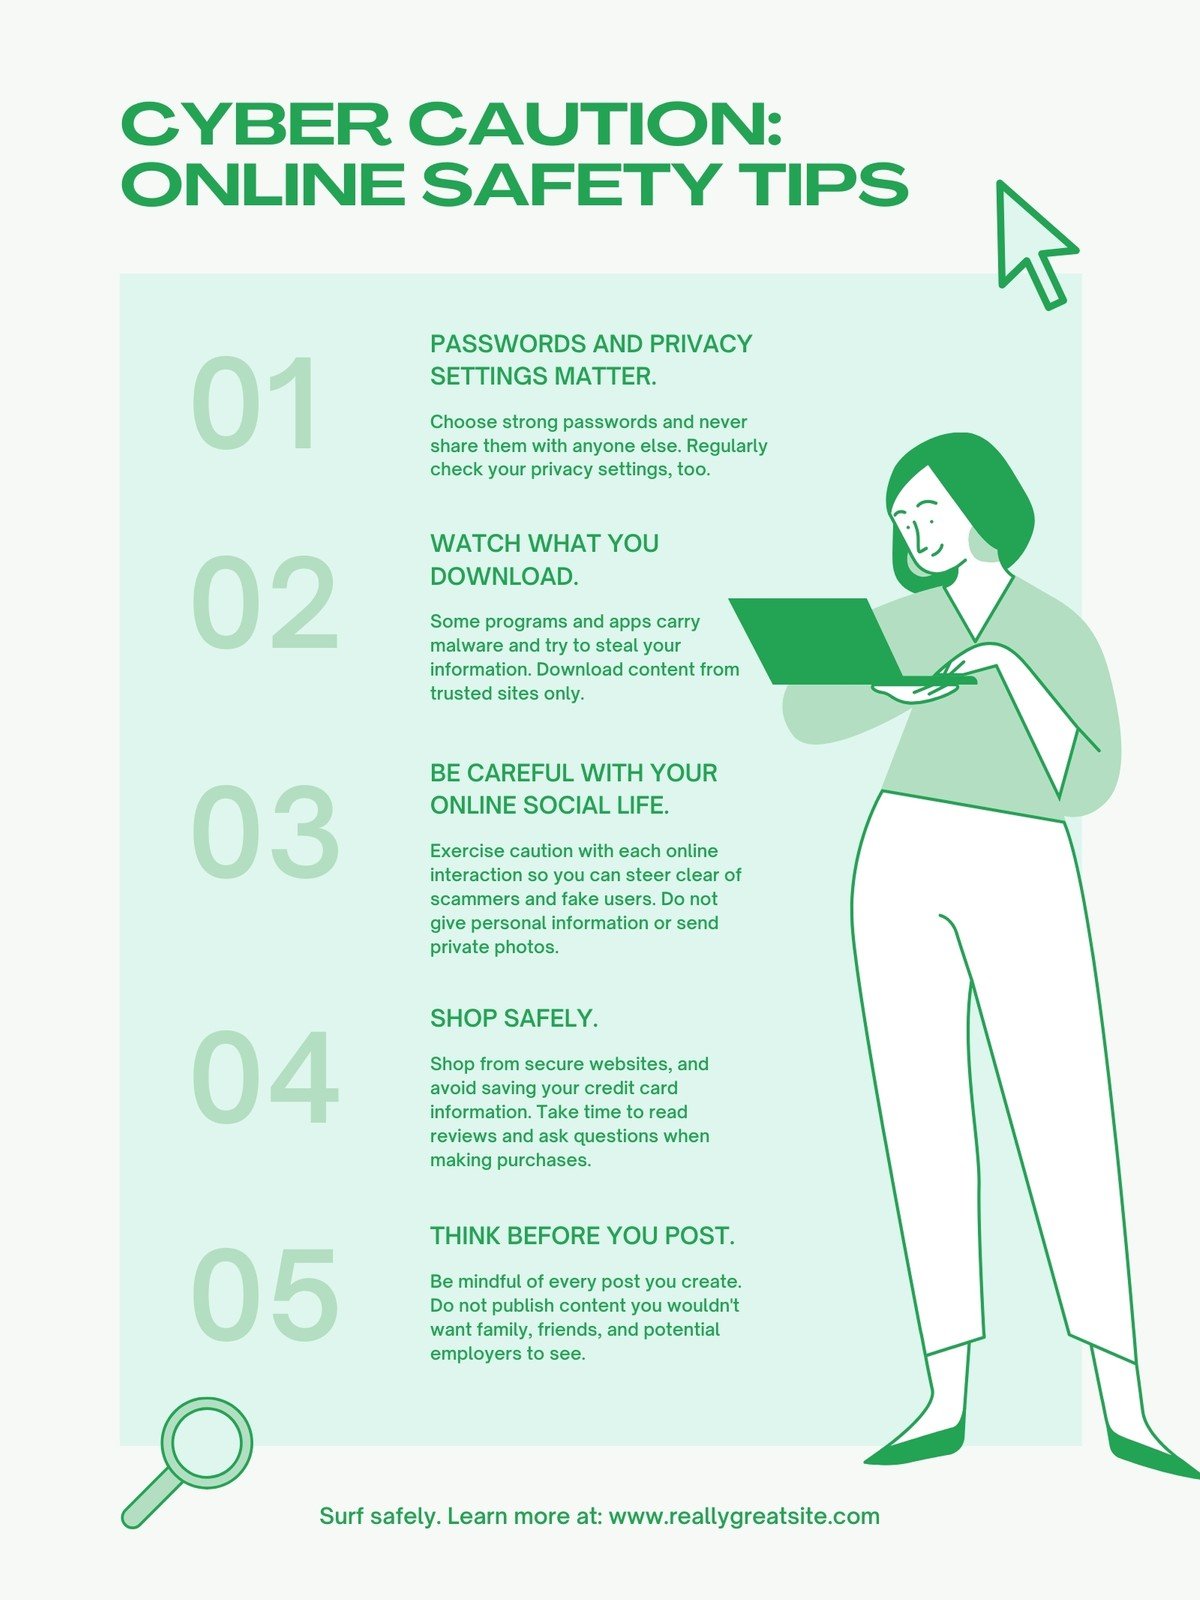 CYBER CAUTION:
ONLINE SAFETY TIPS
01
PASSWORDS AND PRIVACY
SETTINGS MATTER.
Choose strong passwords and never
share them with anyone else. Regularly
check your privacy settings, too.
02
WATCH WHAT YOU
DOWNLOAD.
Some programs and apps carry
malware and try to steal your
information. Download content from
trusted sites only.
03
BE CAREFUL WITH YOUR
ONLINE SOCIAL LIFE.
Exercise caution with each online
interaction so you can steer clear of
scammers and fake users. Do not
give personal information or send
private photos.
04
SHOP SAFELY.
Shop from secure websites, and
avoid saving your credit card
information. Take time to read
reviews and ask questions when
making purchases.
05
THINK BEFORE YOU POST.
Be mindful of every post you create.
Do not publish content you wouldn't
want family, friends, and potential
employers to see.
Surf safely. Learn more at: www.reallygreatsite.com